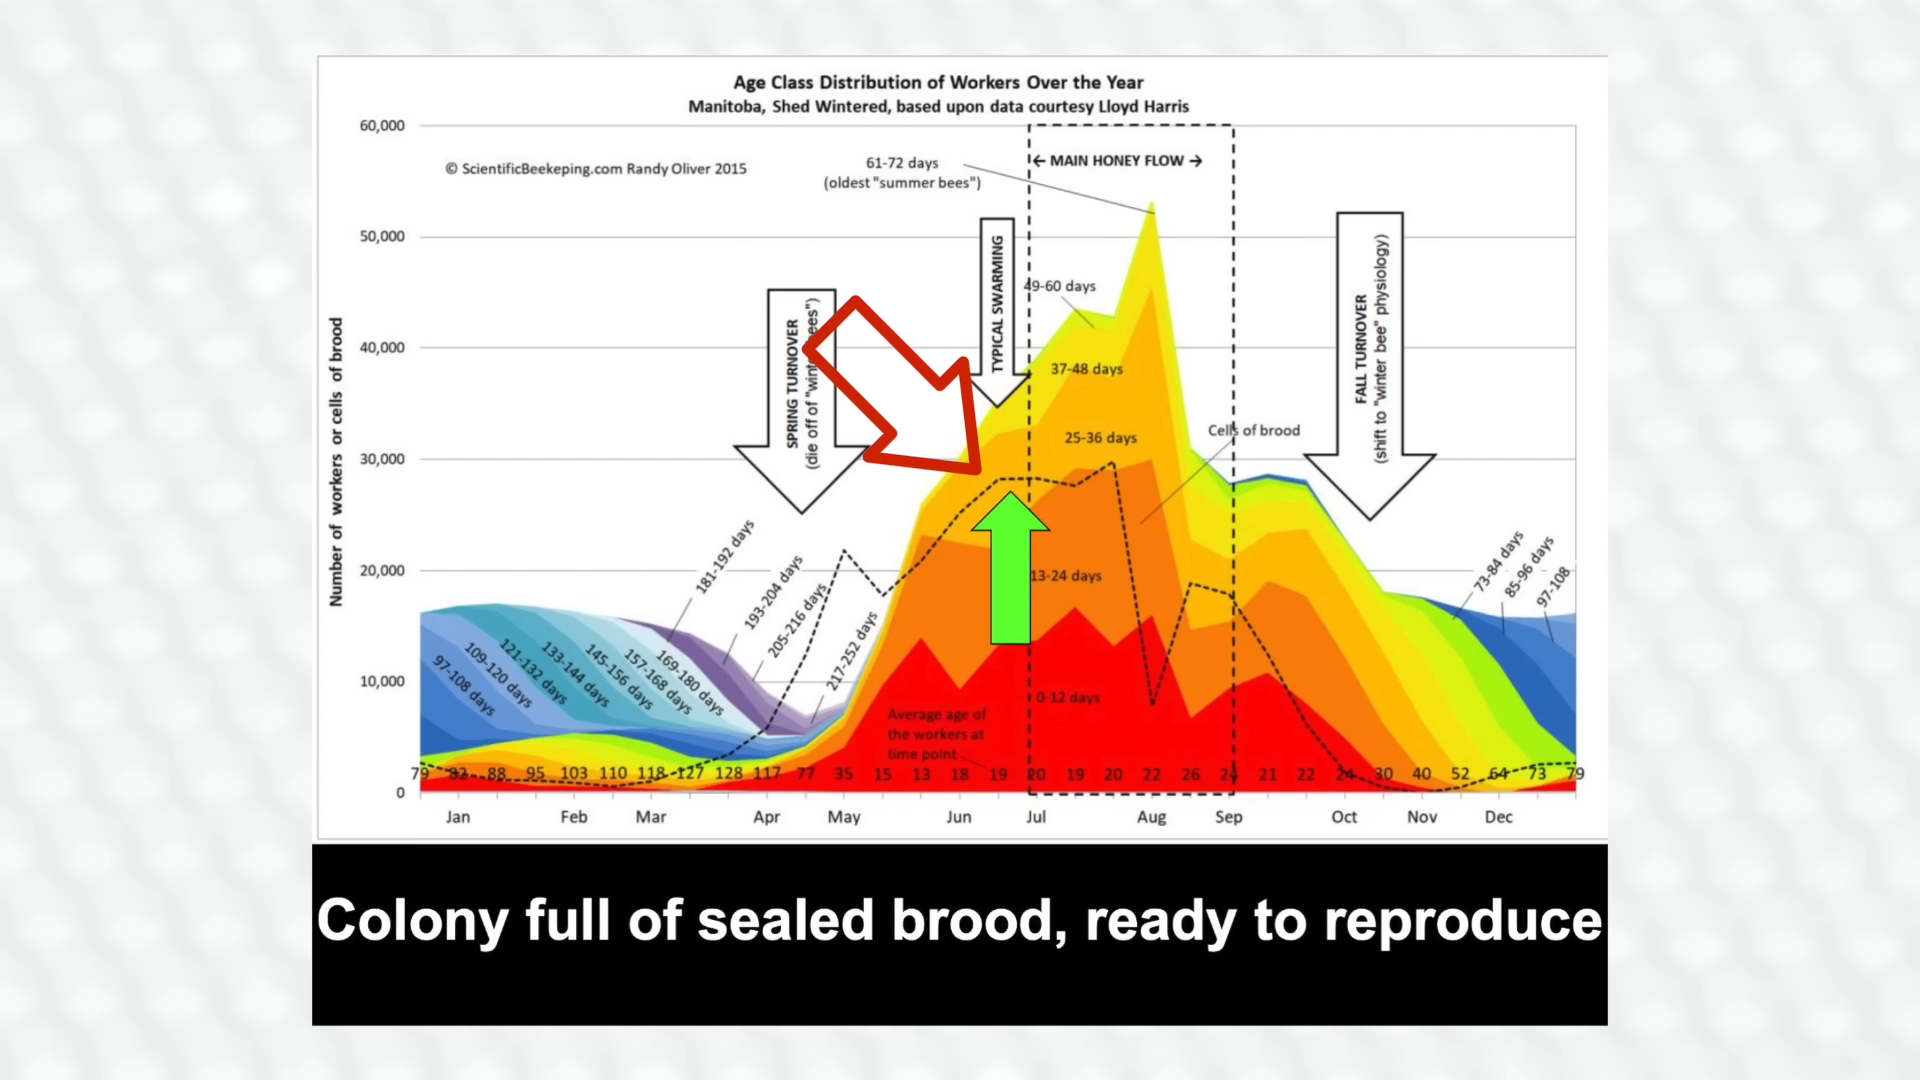 Age Class Distribution of Workers Over the Year
Manitoba, Shed Wintered, based upon data courtesy Lloyd Harris
© ScientificBeekeeping.com Randy Oliver 2015
Number of workers or cells of brood
60,000
50,000
40,000
30,000
20,000
10,000
0
61-72 days
(oldest "summer bees")
← MAIN HONEY FLOW →
SPRING TURNOVER
(die off of bees")
TYPICAL SWARMING
FALL TURNOVER
(shift to "winter bee" physiology)
49-60 days
37-48 days
25-36 days
Cells of brood
13-24 days
0-12 days
Average age of
the workers at
time point
97-108 days
109-120 days
121-132 days
133-144 days
145-156 days
157-168 days
169-180 days
181-192 days
193-204 days
205-216 days
217-252 days
73-84 days
85-96 days
97-108
79 82 88 95 103 110 118 127 128 117 77 35 15 13 18 19 20 19 20 22 26 24 21 22 24 30 40 52 64 73 79
Jan Feb Mar Apr May Jun Jul Aug Sep Oct Nov Dec
Colony full of sealed brood, ready to reproduce